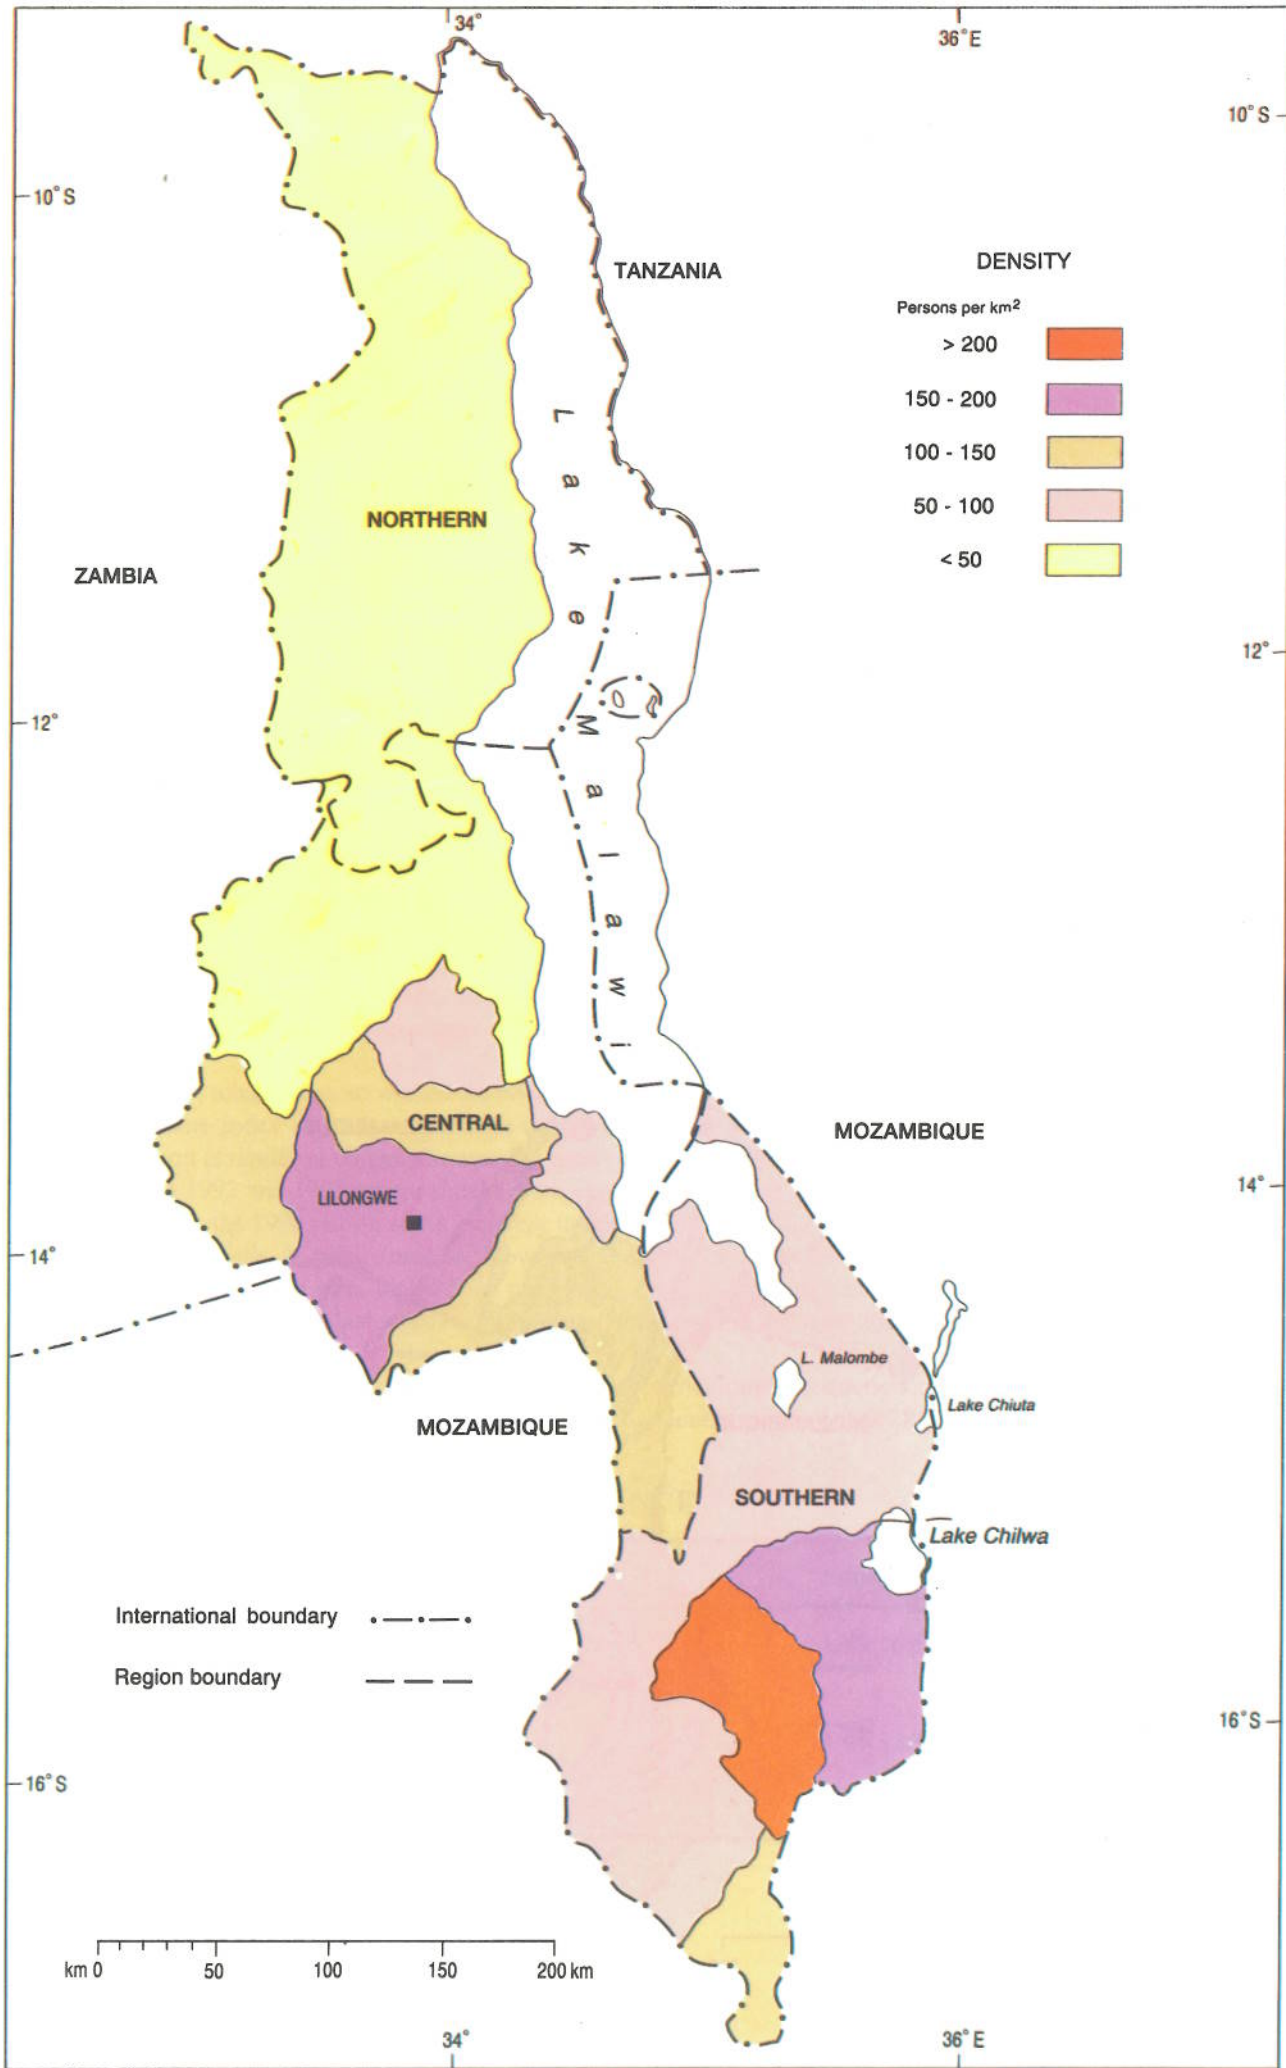 34°
36°E
10°S
10°S
TANZANIA
DENSITY
Persons per km²
> 200
150 - 200
100 - 150
50 - 100
< 50
Lake Malawi
NORTHERN
ZAMBIA
12°
12°
CENTRAL
MOZAMBIQUE
LILONGWE
14°
14°
L. Malombe
Lake Chiuta
MOZAMBIQUE
SOUTHERN
Lake Chilwa
International boundary
Region boundary
16°S
16°S
km 0 50 100 150 200 km
34°
36°E